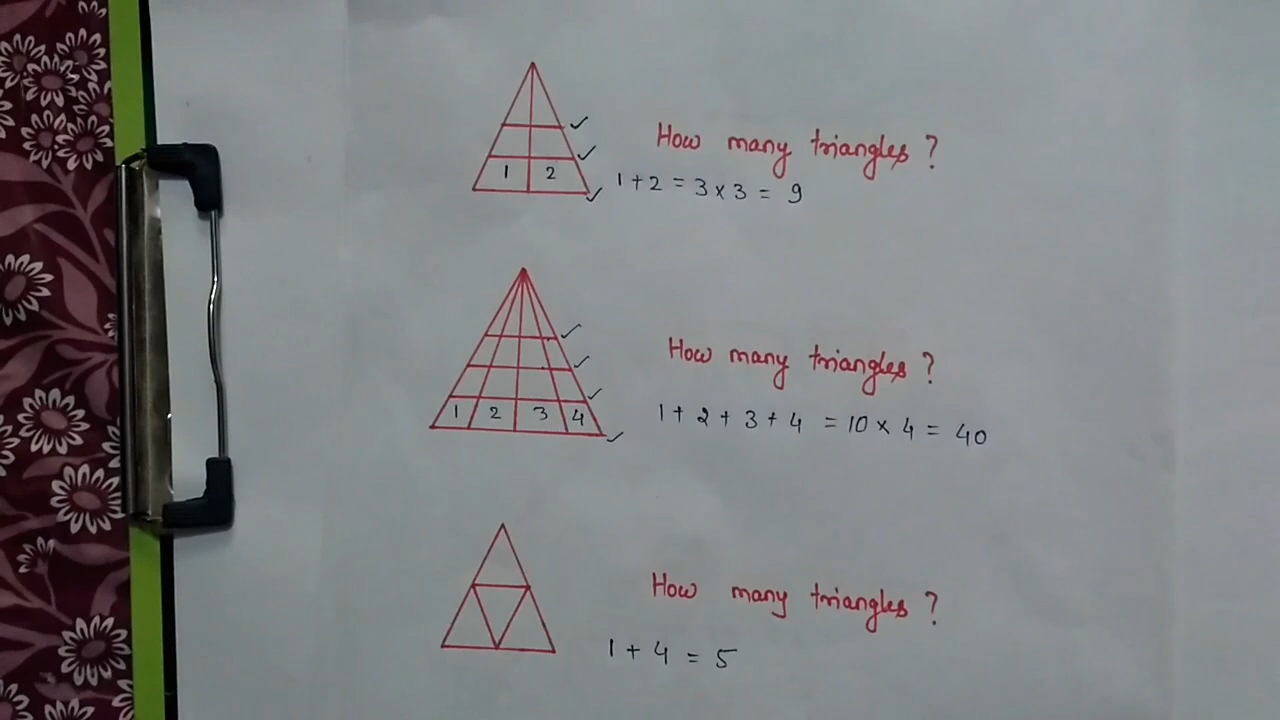 How many triangles ?
1 2
1 + 2 = 3 × 3 = 9
How many triangles ?
1 2 3 4
1 + 2 + 3 + 4 = 10 × 4 = 40
How many triangles ?
1 + 4 = 5